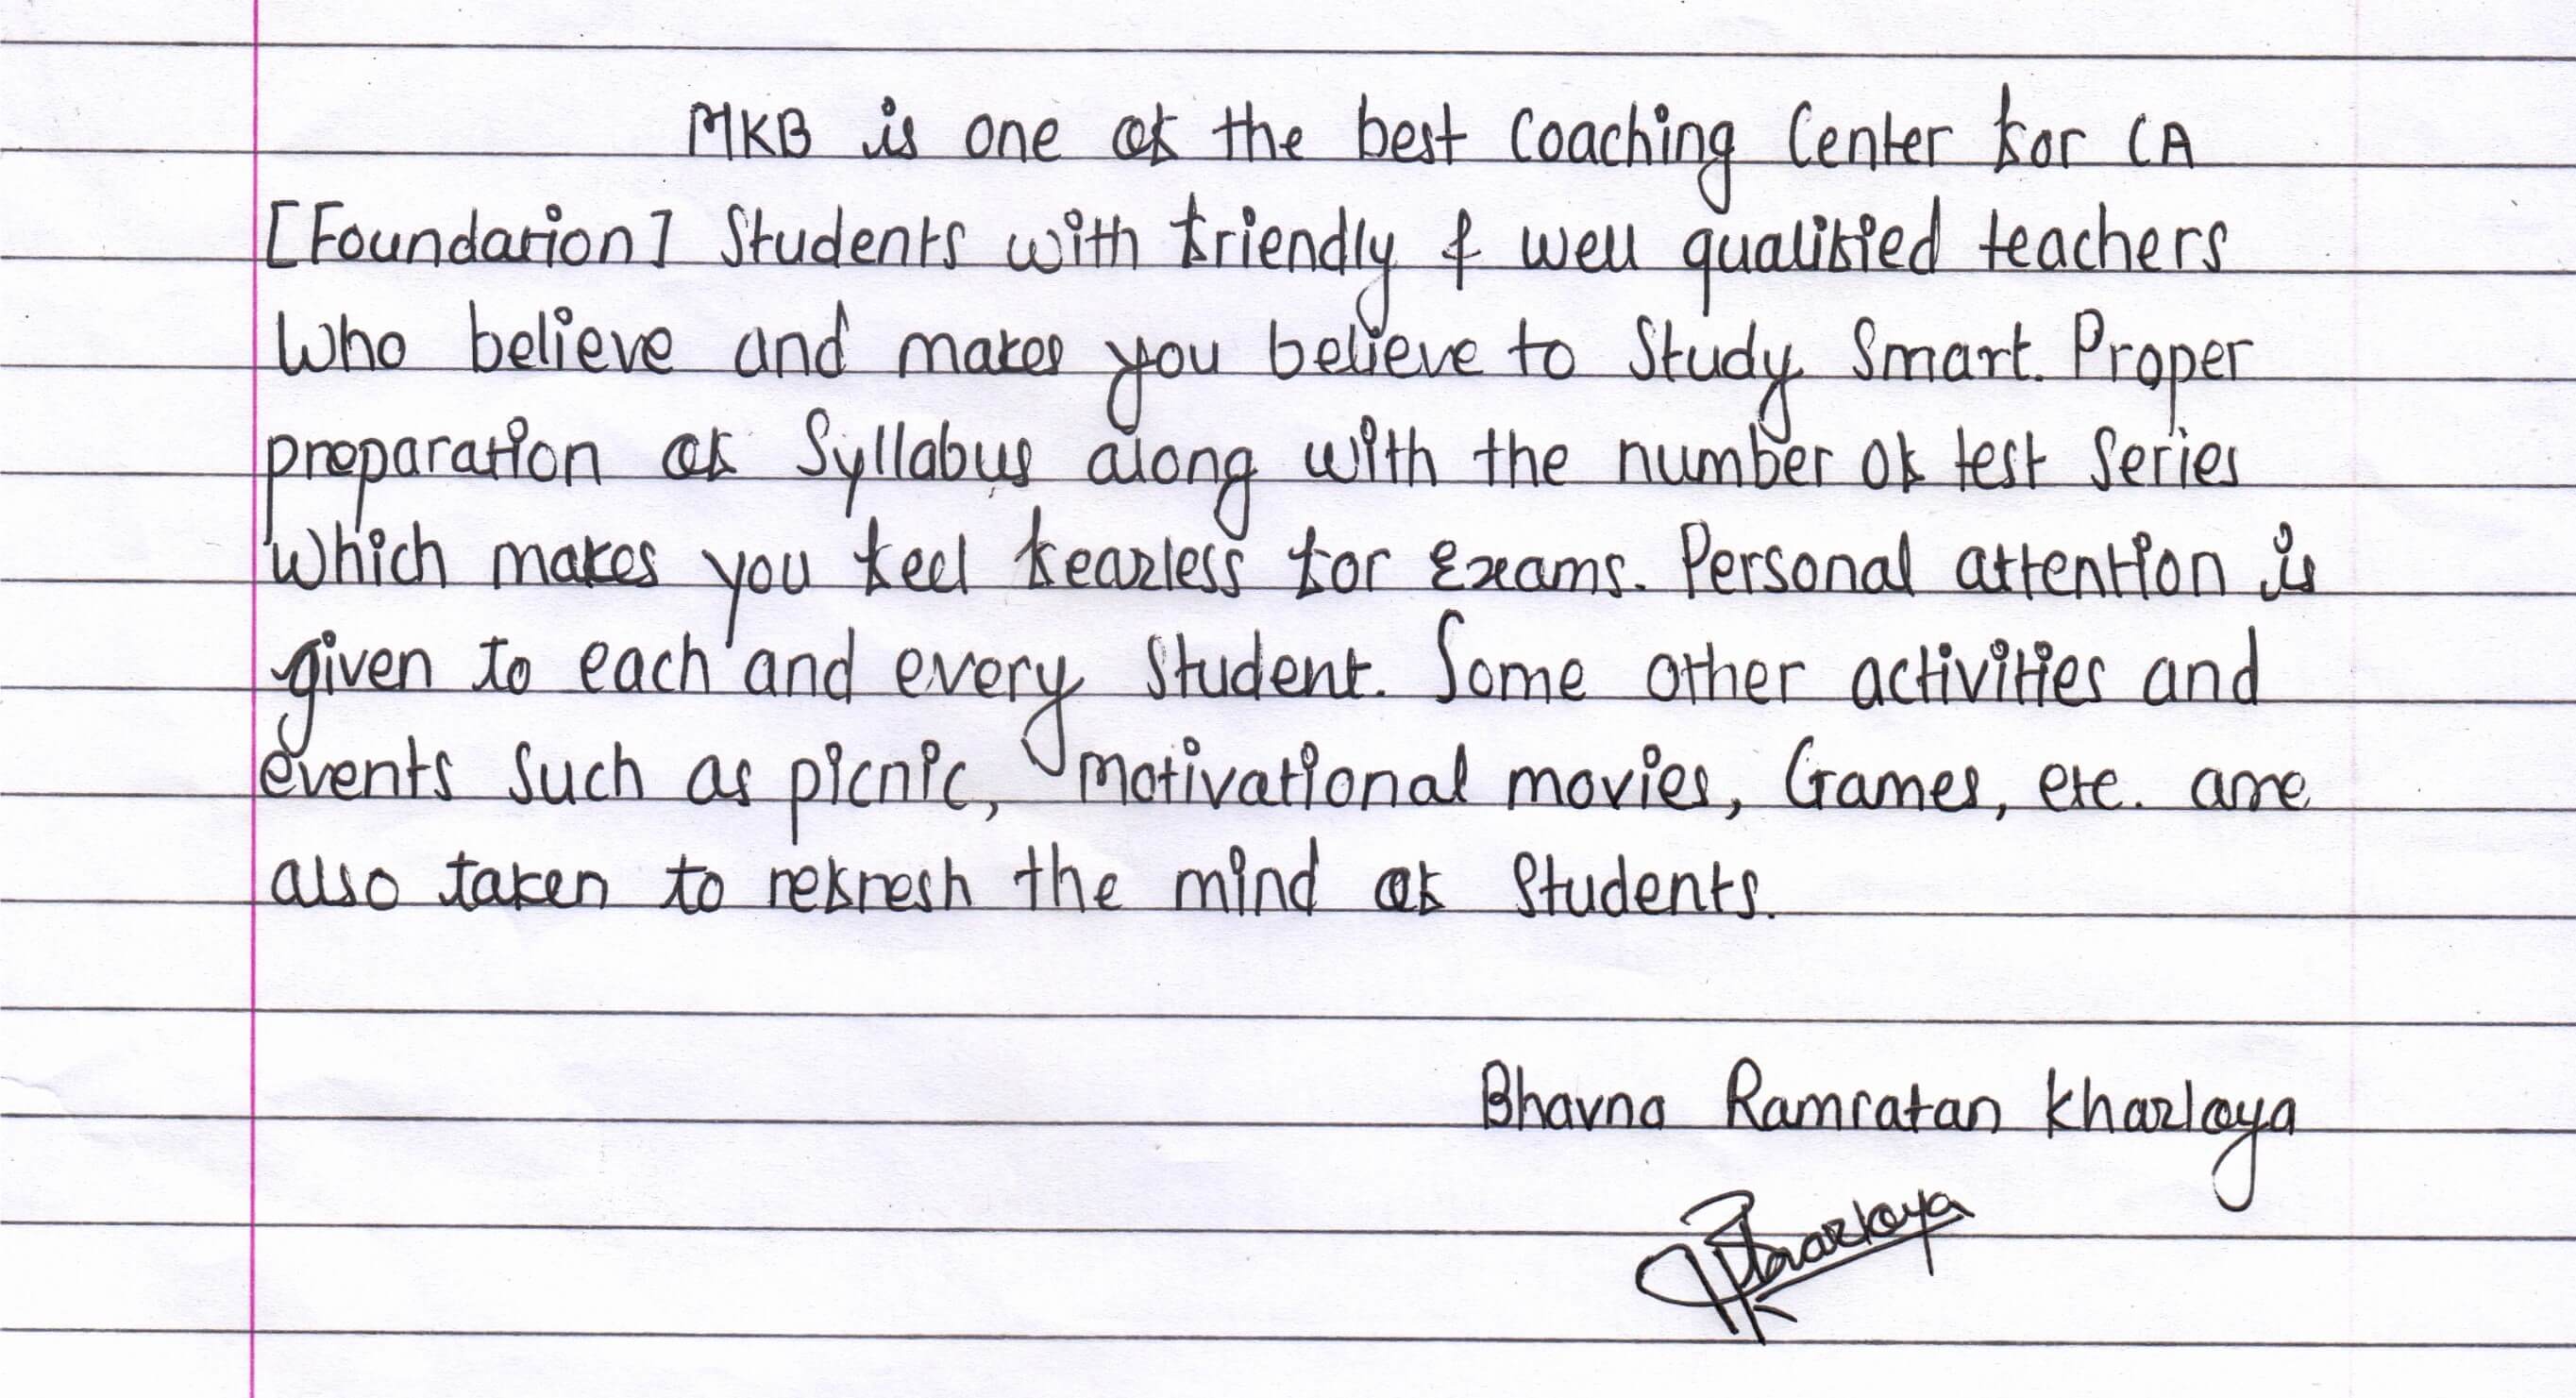 MKB is one of the best Coaching Center for CA
[Foundation] Students with friendly & well qualified teachers
Who believe and makes you believe to Study Smart. Proper
preparation of Syllabus along with the number of test Series
Which makes you feel fearless for Exams. Personal attention is
given to each and every Student. Some other activities and
events Such as picnic, motivational movies, Games, etc. are
also taken to refresh the mind of Students.
Bhavna Ramratan Kharloya